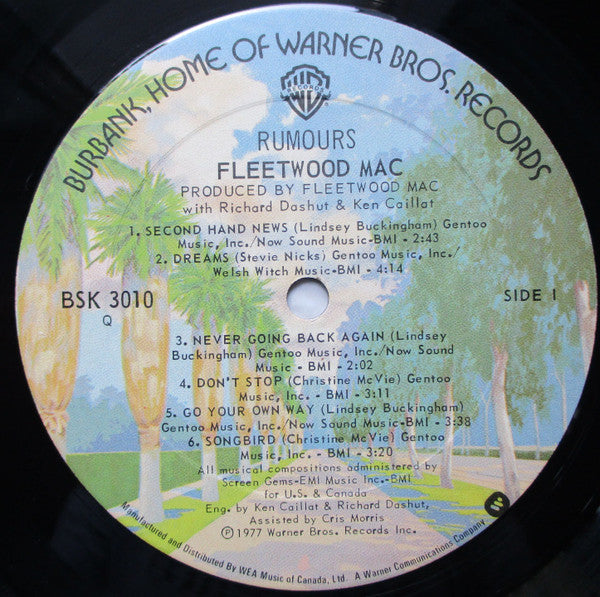 BURBANK, HOME OF WARNER BROS. RECORDS
RECORDS
RUMOURS
FLEETWOOD MAC
PRODUCED BY FLEETWOOD MAC
with Richard Dashut & Ken Caillat
1. SECOND HAND NEWS (Lindsey Buckingham) Gentoo
Music, Inc./Now Sound Music-BMI - 2:43
2. DREAMS (Stevie Nicks) Gentoo Music, Inc./
Welsh Witch Music-BMI - 4:14
BSK 3010
Q
SIDE 1
3. NEVER GOING BACK AGAIN (Lindsey
Buckingham) Gentoo Music, Inc./Now Sound
Music - BMI - 2:02
4. DON'T STOP (Christine McVie) Gentoo
Music, Inc. - BMI - 3:11
5. GO YOUR OWN WAY (Lindsey Buckingham)
Gentoo Music, Inc./Now Sound Music-BMI - 3:38
6. SONGBIRD (Christine McVie) Gentoo
Music, Inc. - BMI - 3:20
All musical compositions administered by
Screen Gems-EMI Music Inc.-BMI
for U.S. & Canada
Eng. by Ken Caillat & Richard Dashut,
Assisted by Cris Morris
℗ 1977 Warner Bros. Records Inc.
Manufactured and Distributed By WEA Music of Canada, Ltd. A Warner Communications Company